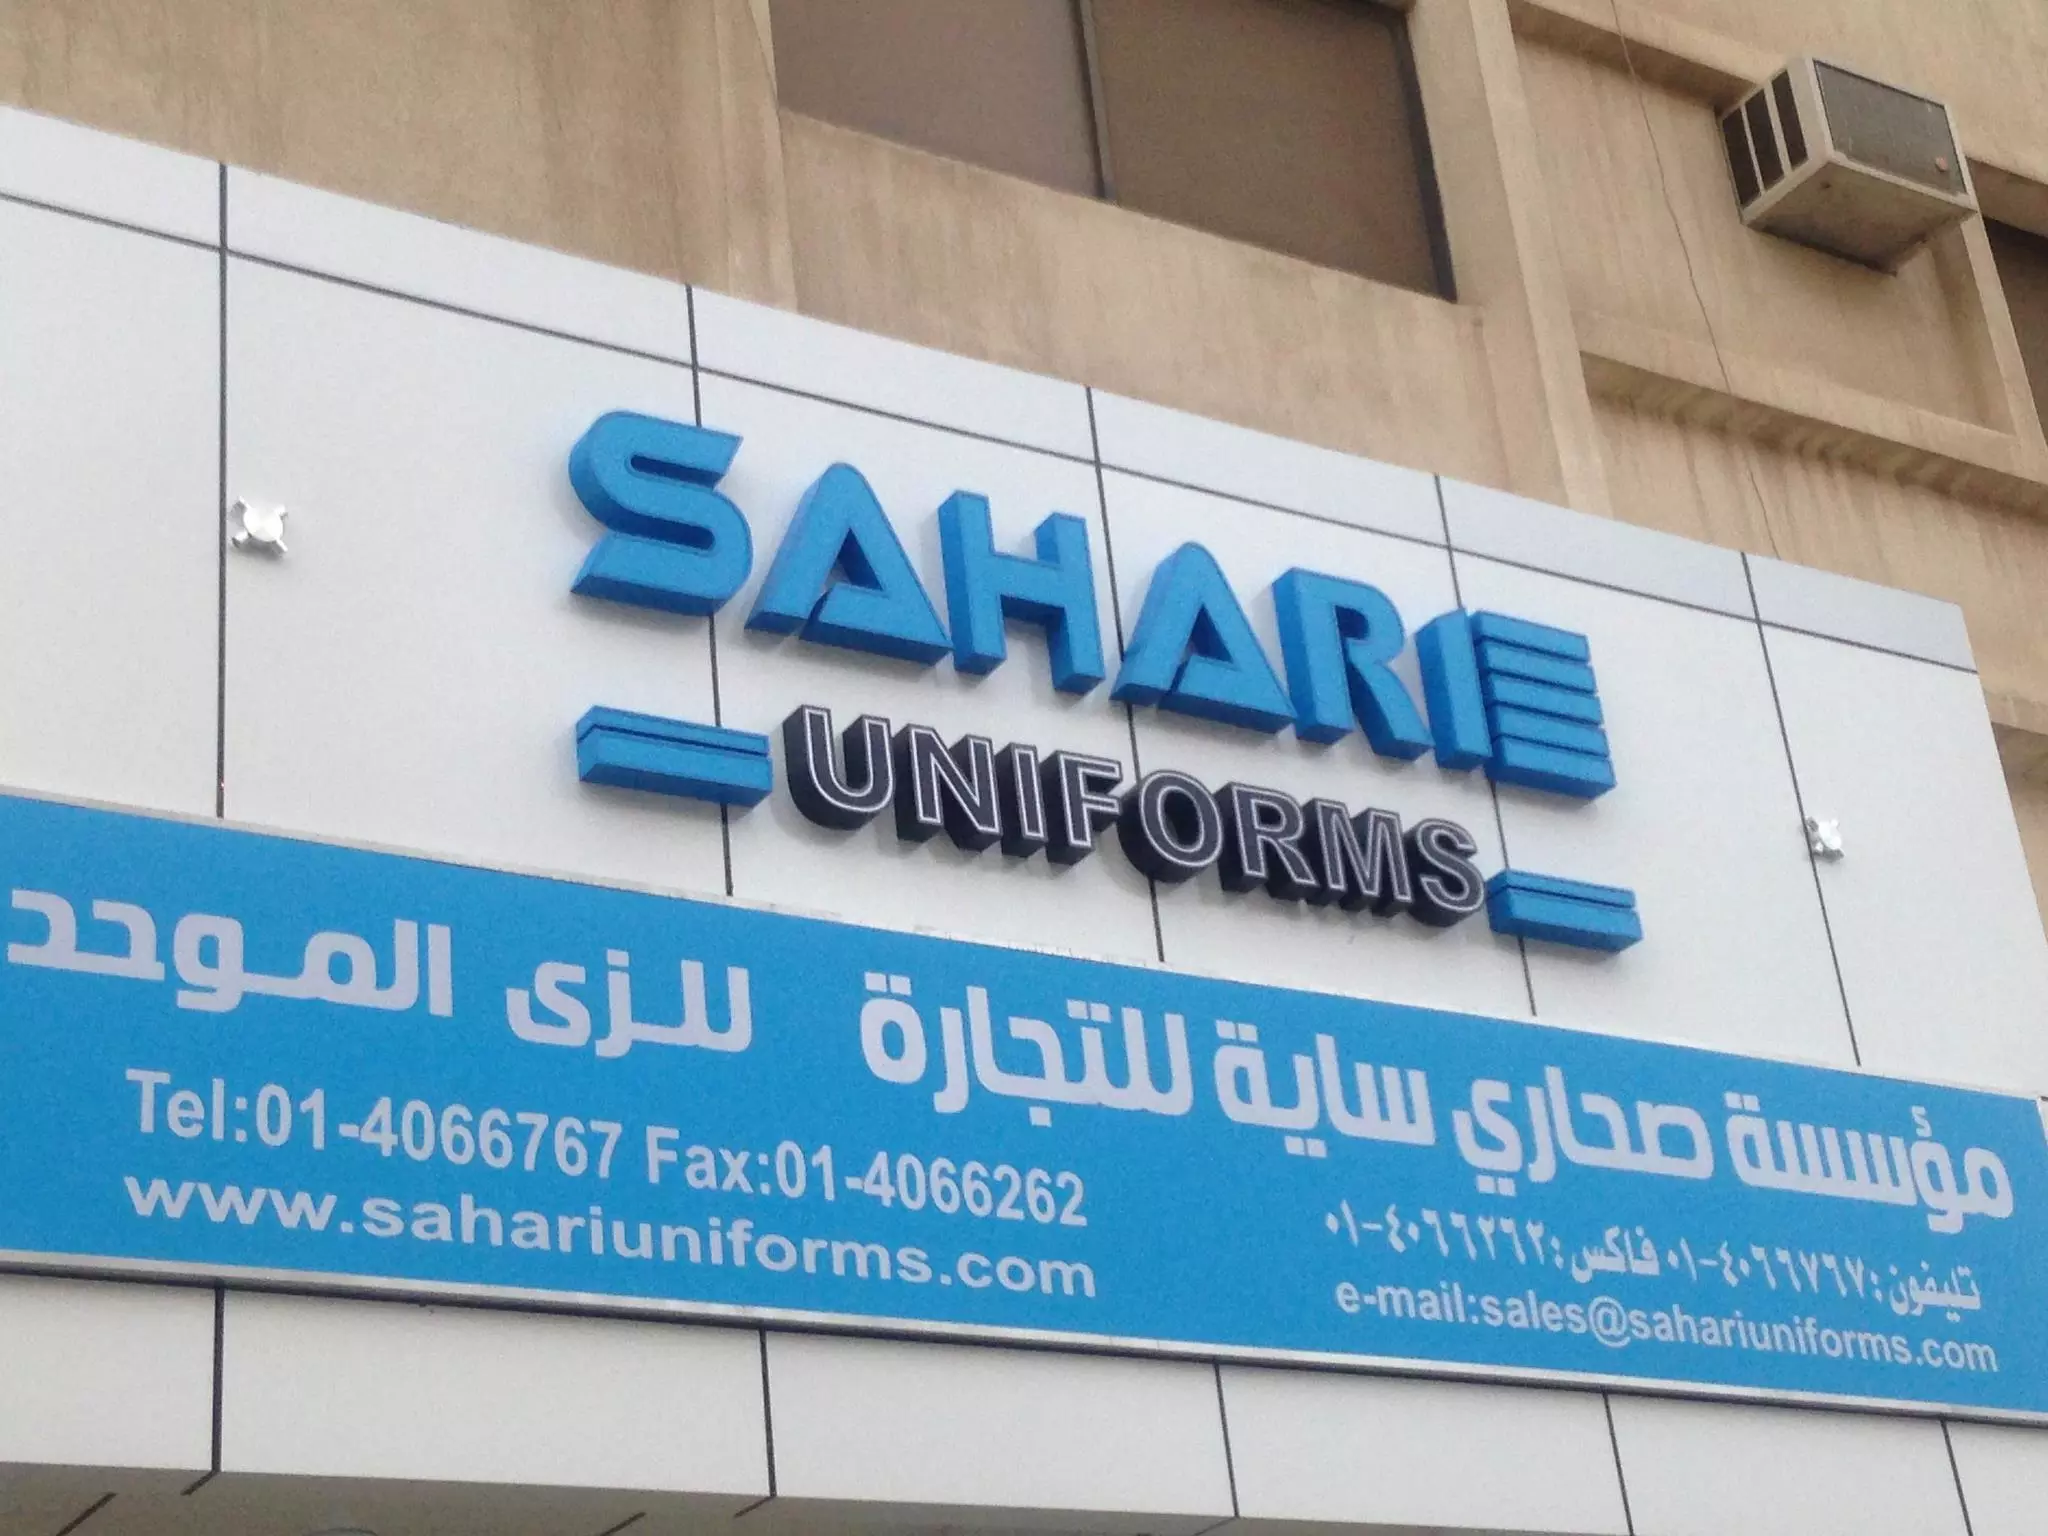 SAHARI
UNIFORMS
مؤسسة صحاري ساية للتجارة للزى الموحد
Tel:01-4066767 Fax:01-4066262
www.sahariuniforms.com
تليفون: ٤٠٦٦٧٦٧-٠١ فاكس: ٤٠٦٦٢٦٢-٠١
e-mail:sales@sahariuniforms.com